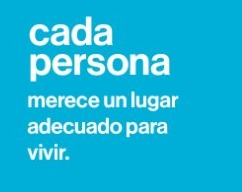 cada
persona
merece un lugar
adecuado para
vivir.